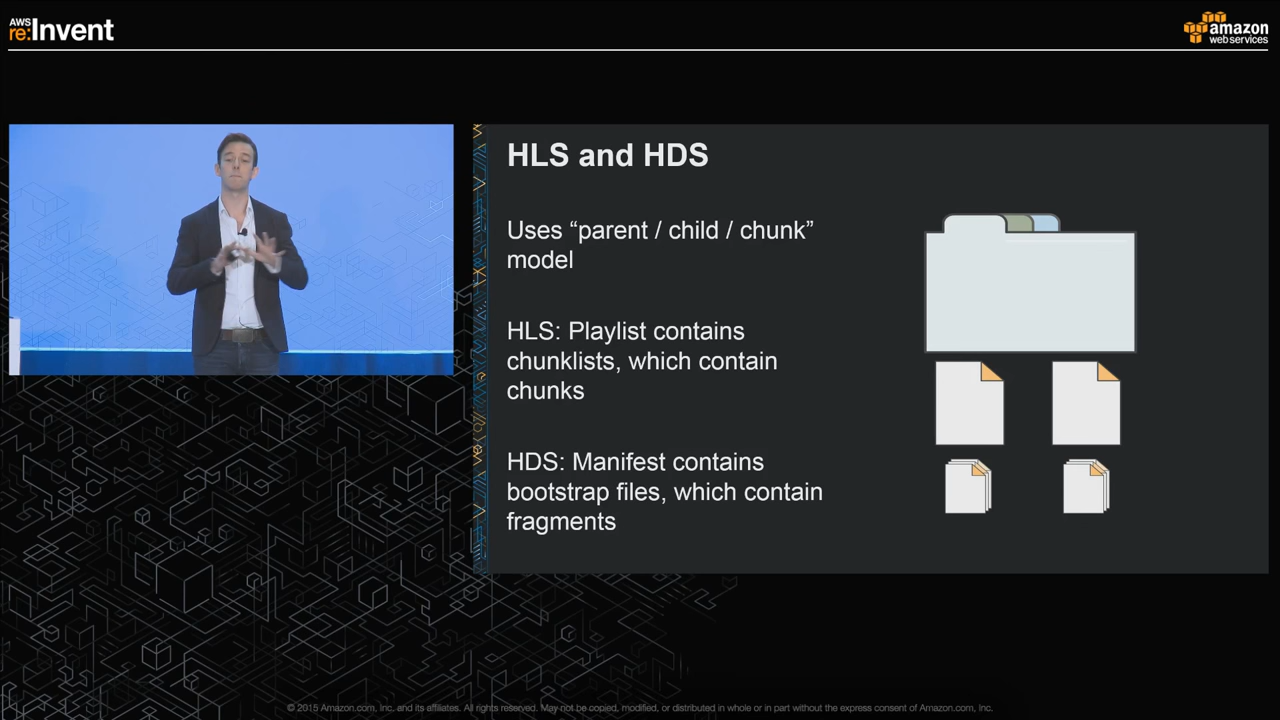 AWS
re:Invent
amazon
web services
HLS and HDS
Uses “parent / child / chunk”
model
HLS: Playlist contains
chunklists, which contain
chunks
HDS: Manifest contains
bootstrap files, which contain
fragments
© 2015 Amazon.com, Inc. and its affiliates. All rights reserved. May not be copied, modified, or distributed in whole or in part without the express consent of Amazon.com, Inc.